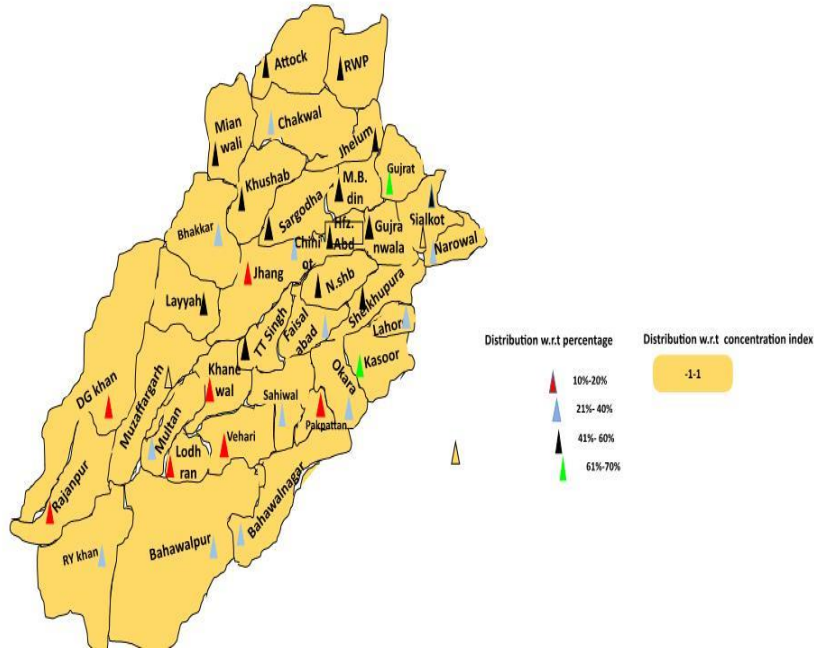 Attock
RWP
Chakwal
Mian
wali
Jhelum
Gujrat
Khushab
M.B.
din
Sargodha
Sialkot
Bhakkar
Hfz.
Abd
Gujra
nwala
Narowal
Chini
ot
Jhang
N.shb
Sheikhupura
Layyah
Lahor
TT Singh
Faisal
abad
Kasoor
DG khan
Muzaffargarh
Khane
wal
Okara
Sahiwal
Multan
Pakpattan
Vehari
Lodh
ran
Rajanpur
Bahawalnagar
RY khan
Bahawalpur
Distribution w.r.t percentage
10%-20%
21%- 40%
41%- 60%
61%-70%
Distribution w.r.t concentration index
-1-1